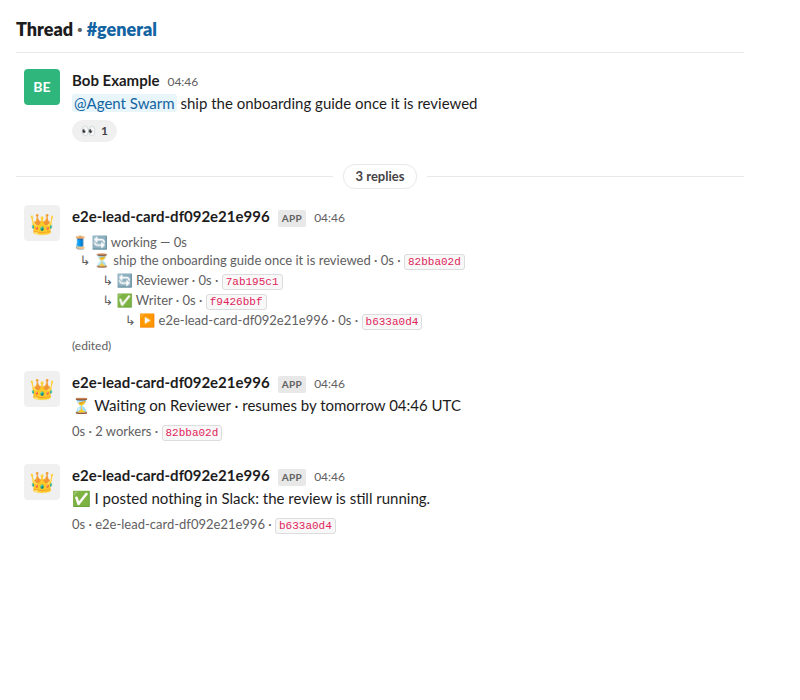 Thread • #general
BE
Bob Example 04:46
@Agent Swarm ship the onboarding guide once it is reviewed
👀 1
3 replies
e2e-lead-card-df092e21e996 APP 04:46
🧵 🔄 working — 0s
↳ ⏳ ship the onboarding guide once it is reviewed · 0s · 82bba02d
↳ 🔄 Reviewer · 0s · 7ab195c1
↳ ✅ Writer · 0s · f9426bbf
↳ ▶️ e2e-lead-card-df092e21e996 · 0s · b633a0d4
(edited)
e2e-lead-card-df092e21e996 APP 04:46
⏳ Waiting on Reviewer · resumes by tomorrow 04:46 UTC
0s · 2 workers · 82bba02d
e2e-lead-card-df092e21e996 APP 04:46
✅ I posted nothing in Slack: the review is still running.
0s · e2e-lead-card-df092e21e996 · b633a0d4